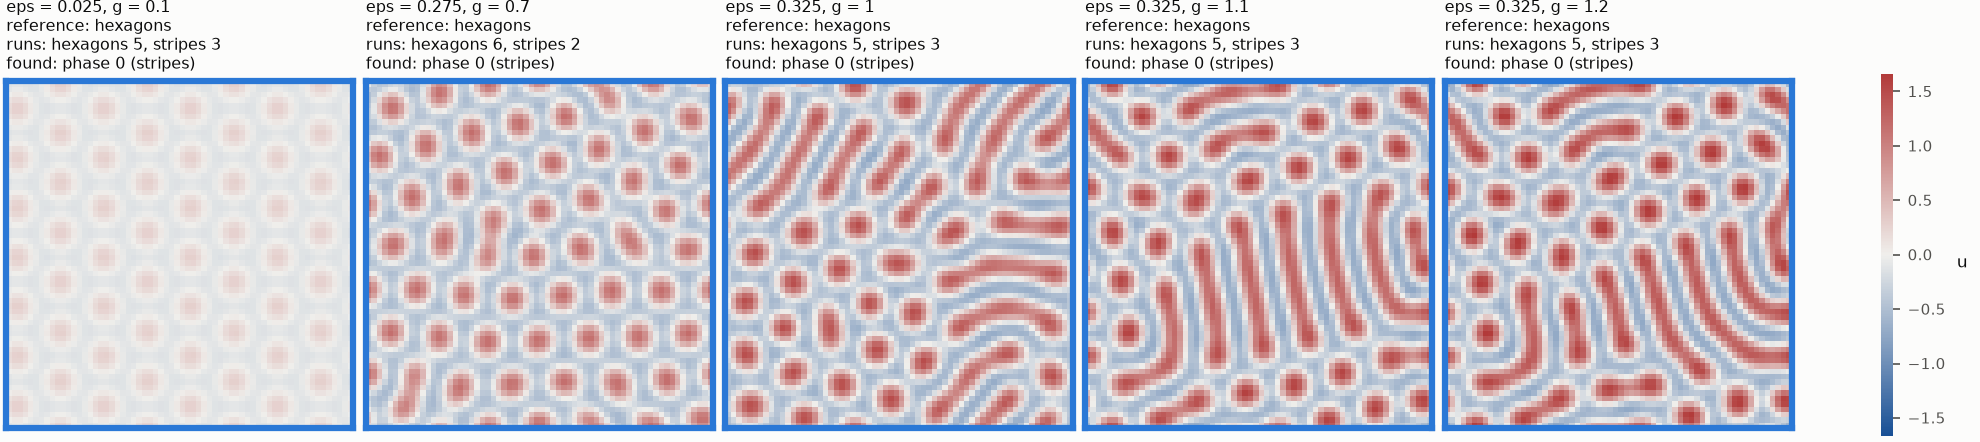 eps = 0.025, g = 0.1
reference: hexagons
runs: hexagons 5, stripes 3
found: phase 0 (stripes)
eps = 0.275, g = 0.7
reference: hexagons
runs: hexagons 6, stripes 2
found: phase 0 (stripes)
eps = 0.325, g = 1
reference: hexagons
runs: hexagons 5, stripes 3
found: phase 0 (stripes)
eps = 0.325, g = 1.1
reference: hexagons
runs: hexagons 5, stripes 3
found: phase 0 (stripes)
eps = 0.325, g = 1.2
reference: hexagons
runs: hexagons 5, stripes 3
found: phase 0 (stripes)
1.5
1.0
0.5
0.0
u
−0.5
−1.0
−1.5